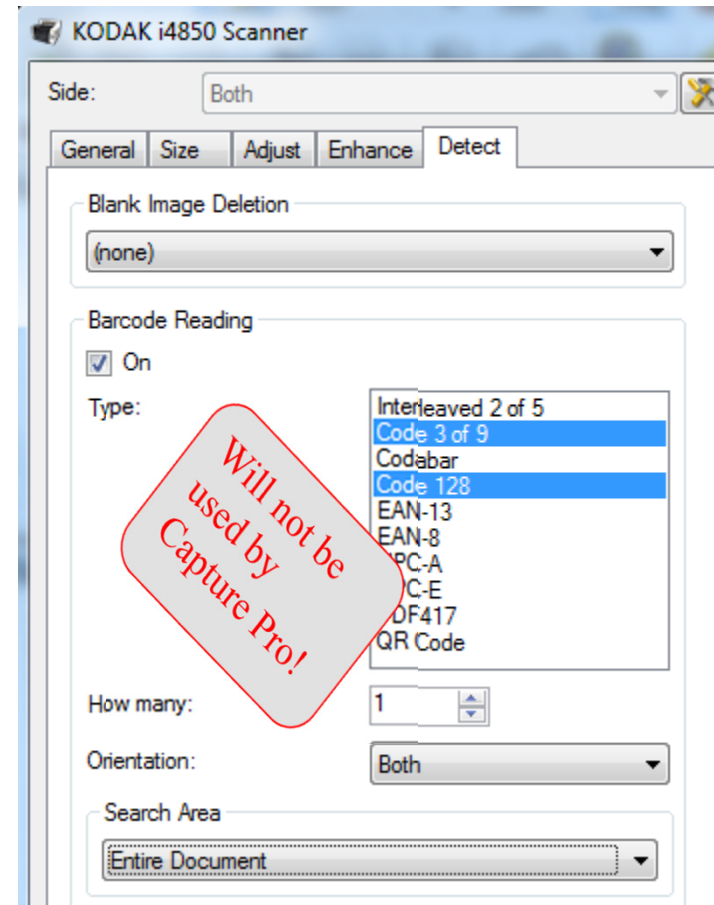 KODAK i4850 Scanner
Side:
Both
General Size Adjust Enhance Detect
Blank Image Deletion
(none)
Barcode Reading
On
Type:
Interleaved 2 of 5
Code 3 of 9
Codabar
Code 128
EAN-13
EAN-8
PC-A
C-E
DF417
QR Code
Will not be
used by
Capture Pro!
How many:
1
Orientation:
Both
Search Area
Entire Document